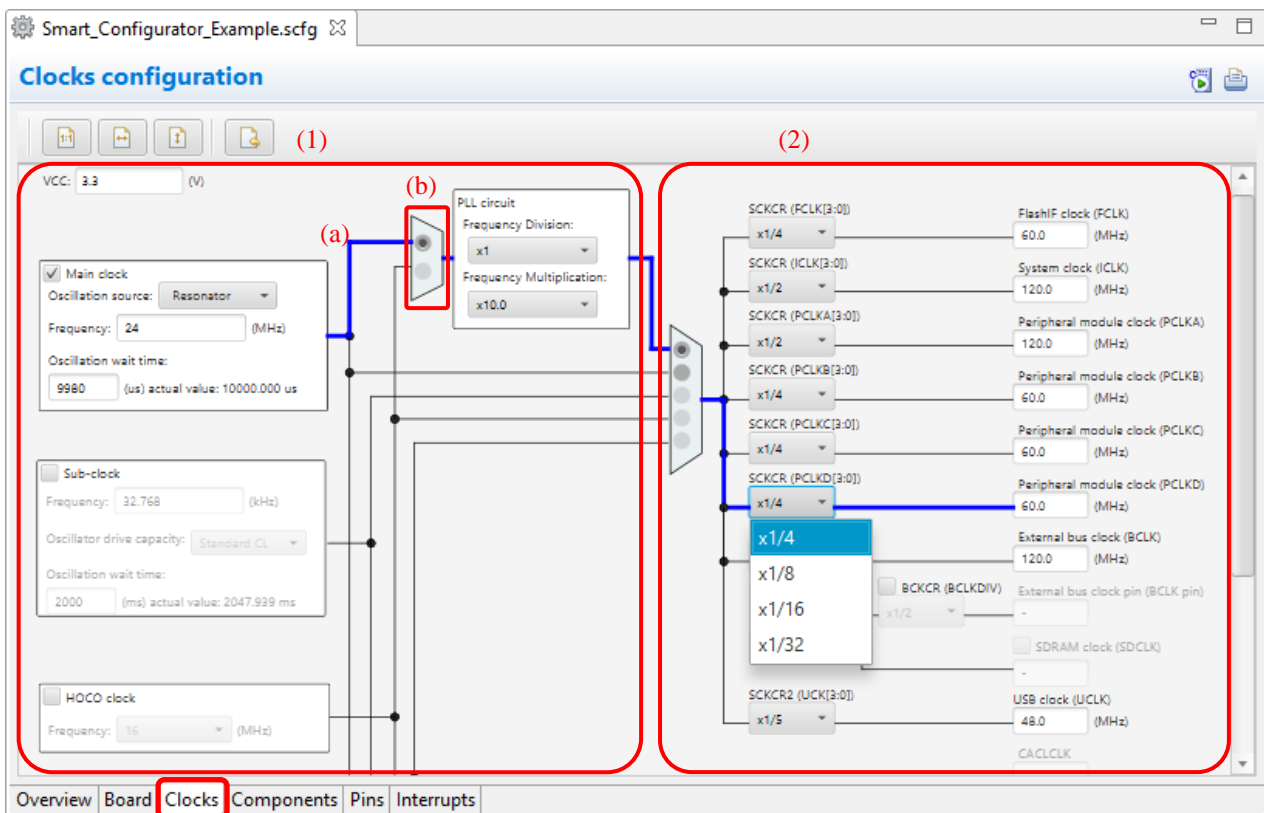 Smart_Configurator_Example.scfg
Clocks configuration
1:1
(1)
(2)
VCC: 3.3 (V)
(a)
(b)
Main clock
Oscillation source: Resonator
Frequency: 24 (MHz)
Oscillation wait time:
9980 (us) actual value: 10000.000 us
PLL circuit
Frequency Division:
x1
Frequency Multiplication:
x10.0
Sub-clock
Frequency: 32.768 (kHz)
Oscillator drive capacity: Standard CL
Oscillation wait time:
2000 (ms) actual value: 2047.939 ms
HOCO clock
Frequency: 16 (MHz)
SCKCR (FCLK[3:0])
x1/4
FlashIF clock (FCLK)
60.0 (MHz)
SCKCR (ICLK[3:0])
x1/2
System clock (ICLK)
120.0 (MHz)
SCKCR (PCLKA[3:0])
x1/2
Peripheral module clock (PCLKA)
120.0 (MHz)
SCKCR (PCLKB[3:0])
x1/4
Peripheral module clock (PCLKB)
60.0 (MHz)
SCKCR (PCLKC[3:0])
x1/4
Peripheral module clock (PCLKC)
60.0 (MHz)
SCKCR (PCLKD[3:0])
x1/4
Peripheral module clock (PCLKD)
60.0 (MHz)
x1/4
x1/8
x1/16
x1/32
External bus clock (BCLK)
120.0 (MHz)
BCKCR (BCLKDIV)
x1/2
External bus clock pin (BCLK pin)
-
SDRAM clock (SDCLK)
-
SCKCR2 (UCK[3:0])
x1/5
USB clock (UCLK)
48.0 (MHz)
CACLCLK
Overview Board Clocks Components Pins Interrupts